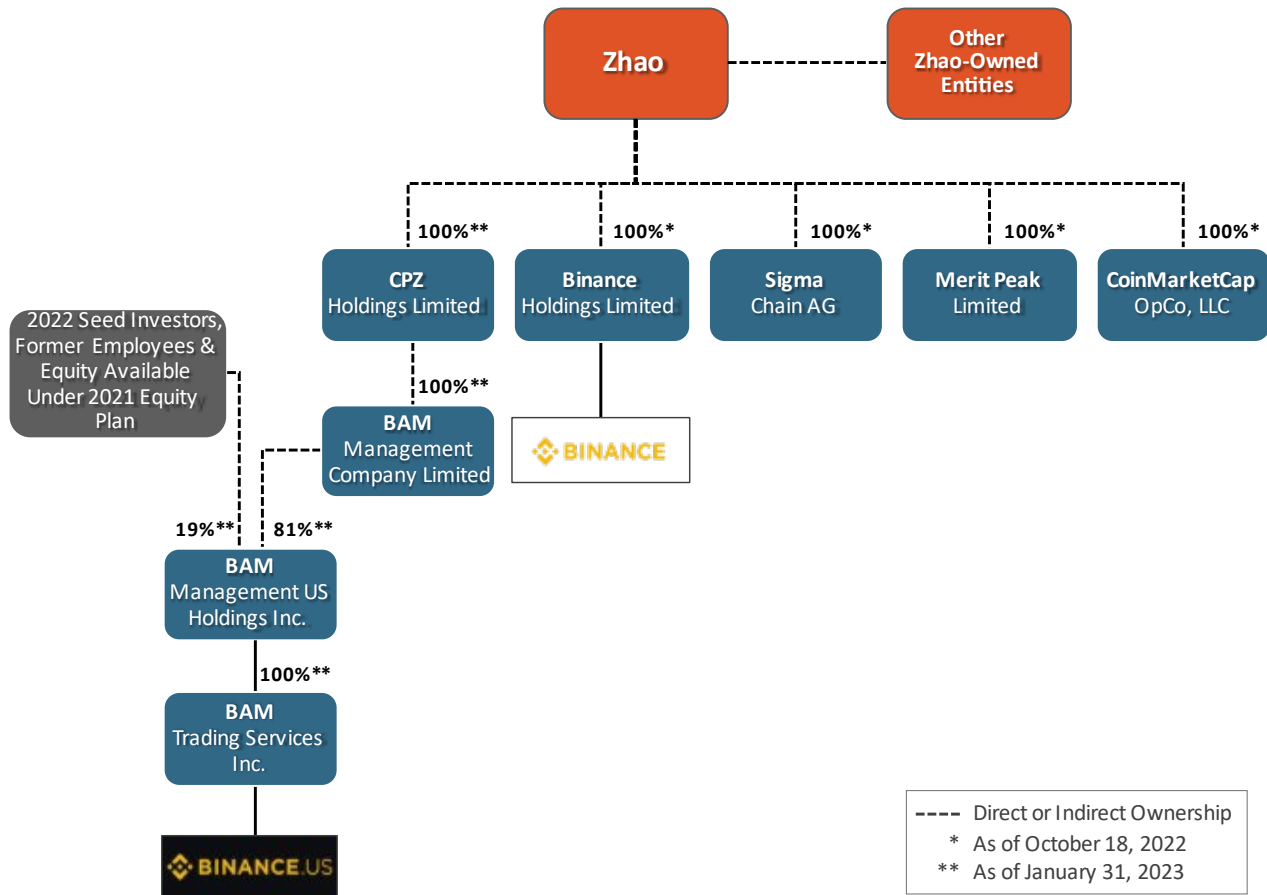 Zhao
Other
Zhao-Owned
Entities
100%**
100%*
100%*
100%*
100%*
CPZ
Holdings Limited
Binance
Holdings Limited
Sigma
Chain AG
Merit Peak
Limited
CoinMarketCap
OpCo, LLC
2022 Seed Investors,
Former Employees &
Equity Available
Under 2021 Equity
Plan
100%**
BAM
Management
Company Limited
BINANCE
19%**
81%**
BAM
Management US
Holdings Inc.
100%**
BAM
Trading Services
Inc.
BINANCE.US
---- Direct or Indirect Ownership
* As of October 18, 2022
** As of January 31, 2023